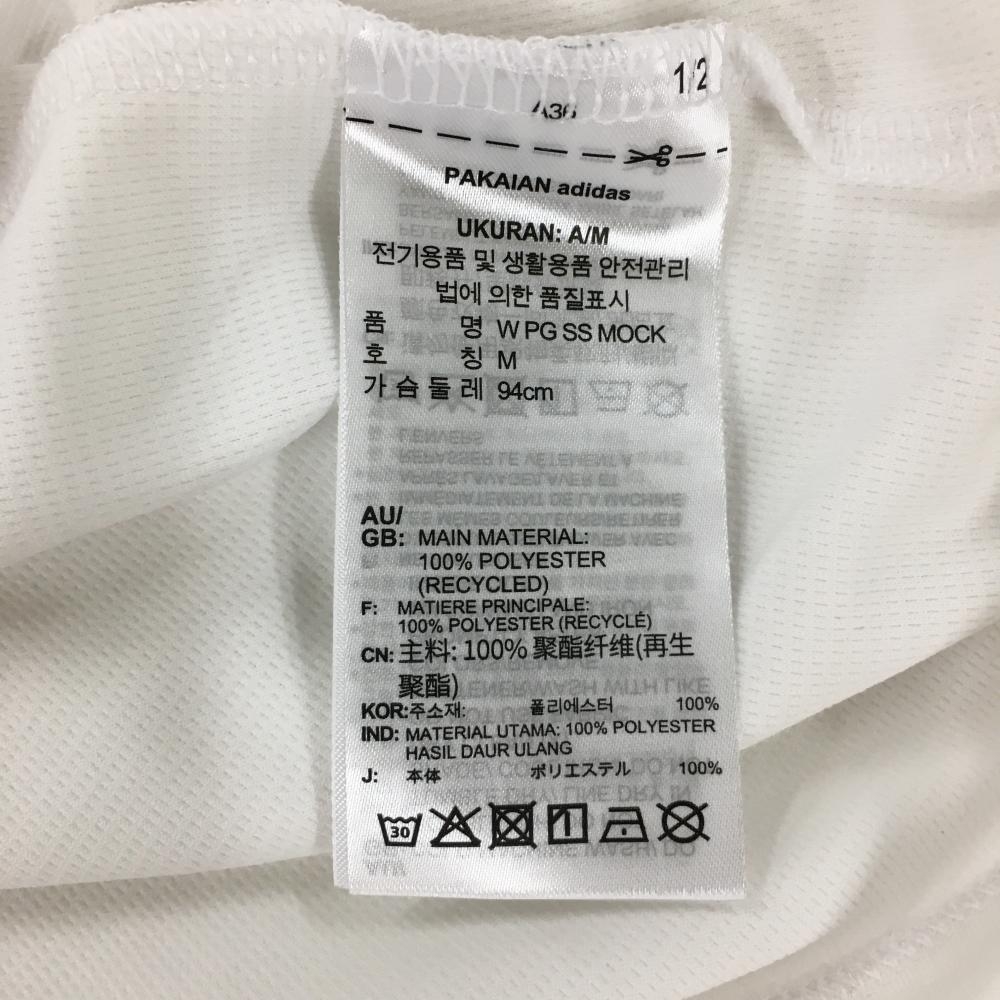 1/2
A36
PAKAIAN adidas
UKURAN: A/M
전기용품 및 생활용품 안전관리
법에 의한 품질표시
품 명 W PG SS MOCK
호 칭 M
가 슴 둘 레 94cm
AU/
GB: MAIN MATERIAL:
100% POLYESTER
(RECYCLED)
F: MATIERE PRINCIPALE:
100% POLYESTER (RECYCLÉ)
CN: 主料: 100% 聚酯纤维(再生
聚酯)
KOR:주소재: 폴리에스터 100%
IND: MATERIAL UTAMA: 100% POLYESTER
HASIL DAUR ULANG
J: 本体 ポリエステル 100%
30